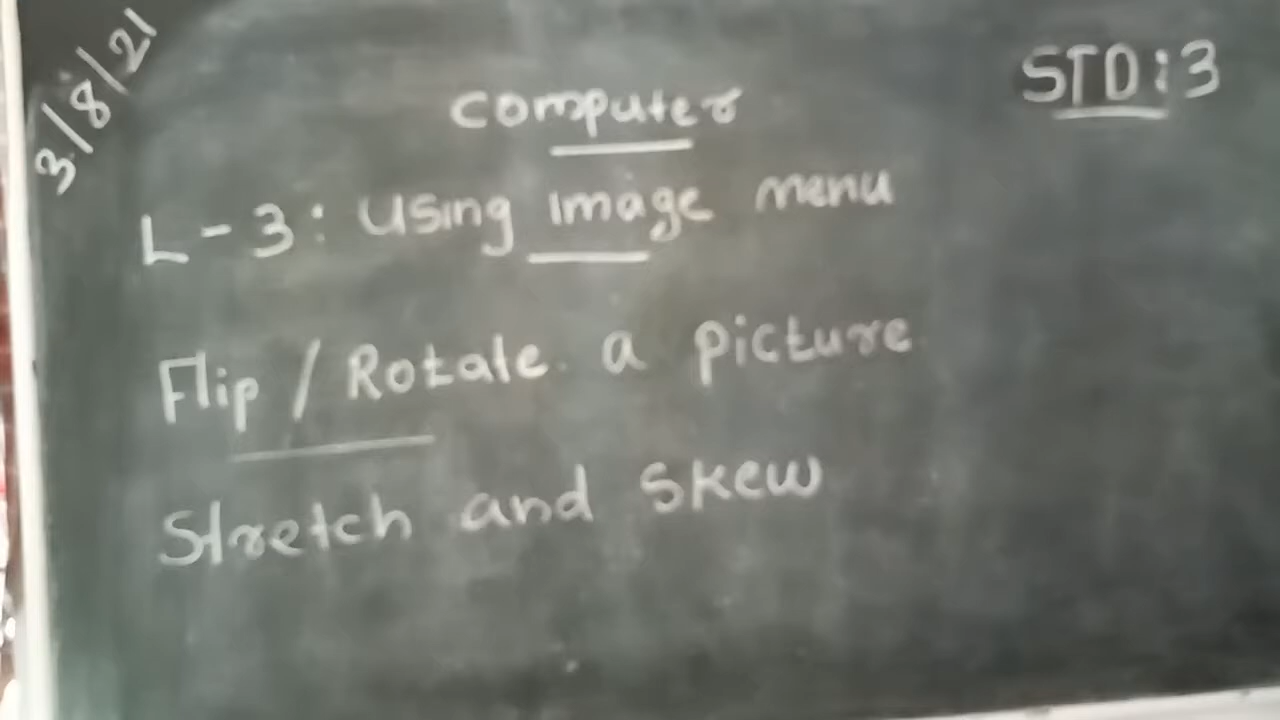 3/8/21
STD: 3
Computer
L-3: Using Image menu
Flip / Rotate a picture
Stretch and Skew